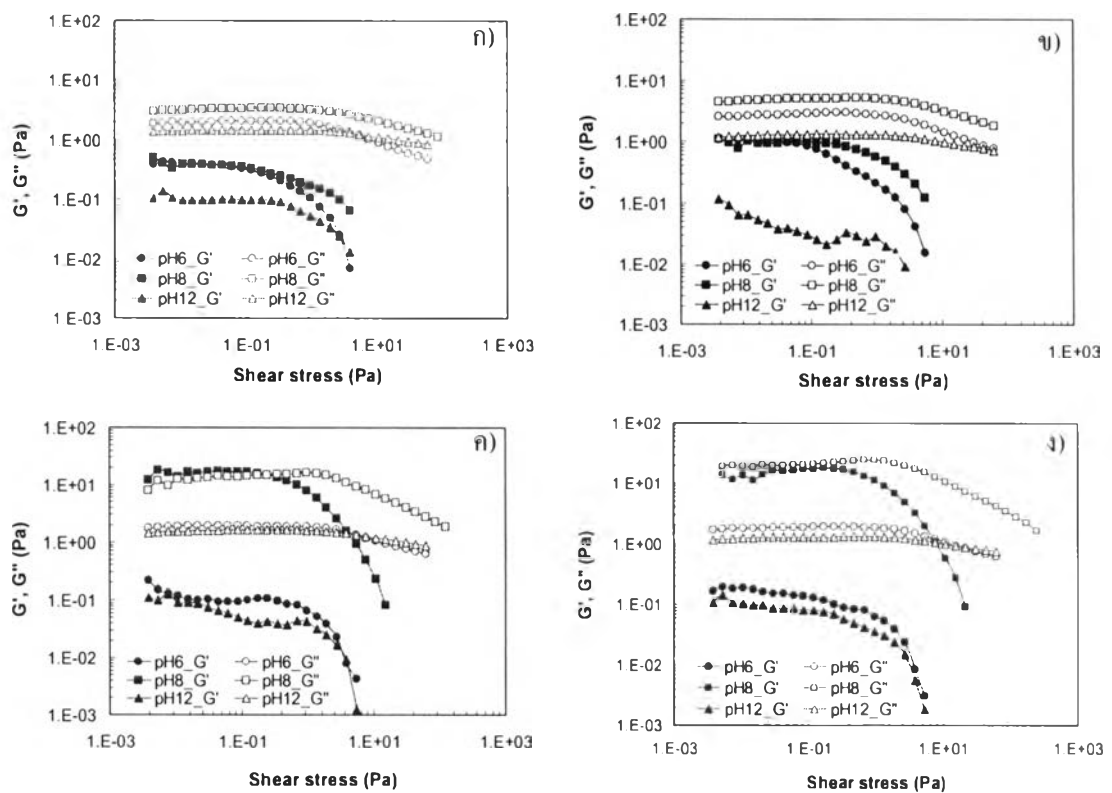 ก)
1.E+02
1.E+01
1.E+00
1.E-01
1.E-02
1.E-03
G', G" (Pa)
pH6_G' pH6_G"
pH8_G' pH8_G"
pH12_G' pH12_G"
1.E-03 1.E-01 1.E+01 1.E+03
Shear stress (Pa)
ข)
1.E+02
1.E+01
1.E+00
1.E-01
1.E-02
1.E-03
G', G" (Pa)
pH6_G' pH6_G"
pH8_G' pH8_G"
pH12_G' pH12_G"
1.E-03 1.E-01 1.E+01 1.E+03
Shear stress (Pa)
ค)
1.E+02
1.E+01
1.E+00
1.E-01
1.E-02
1.E-03
G', G" (Pa)
pH6_G' pH6_G"
pH8_G' pH8_G"
pH12_G' pH12_G"
1.E-03 1.E-01 1.E+01 1.E+03
Shear stress (Pa)
ง)
1.E+02
1.E+01
1.E+00
1.E-01
1.E-02
1.E-03
G', G" (Pa)
pH6_G' pH6_G"
pH8_G' pH8_G"
pH12_G' pH12_G"
1.E-03 1.E-01 1.E+01 1.E+03
Shear stress (Pa)